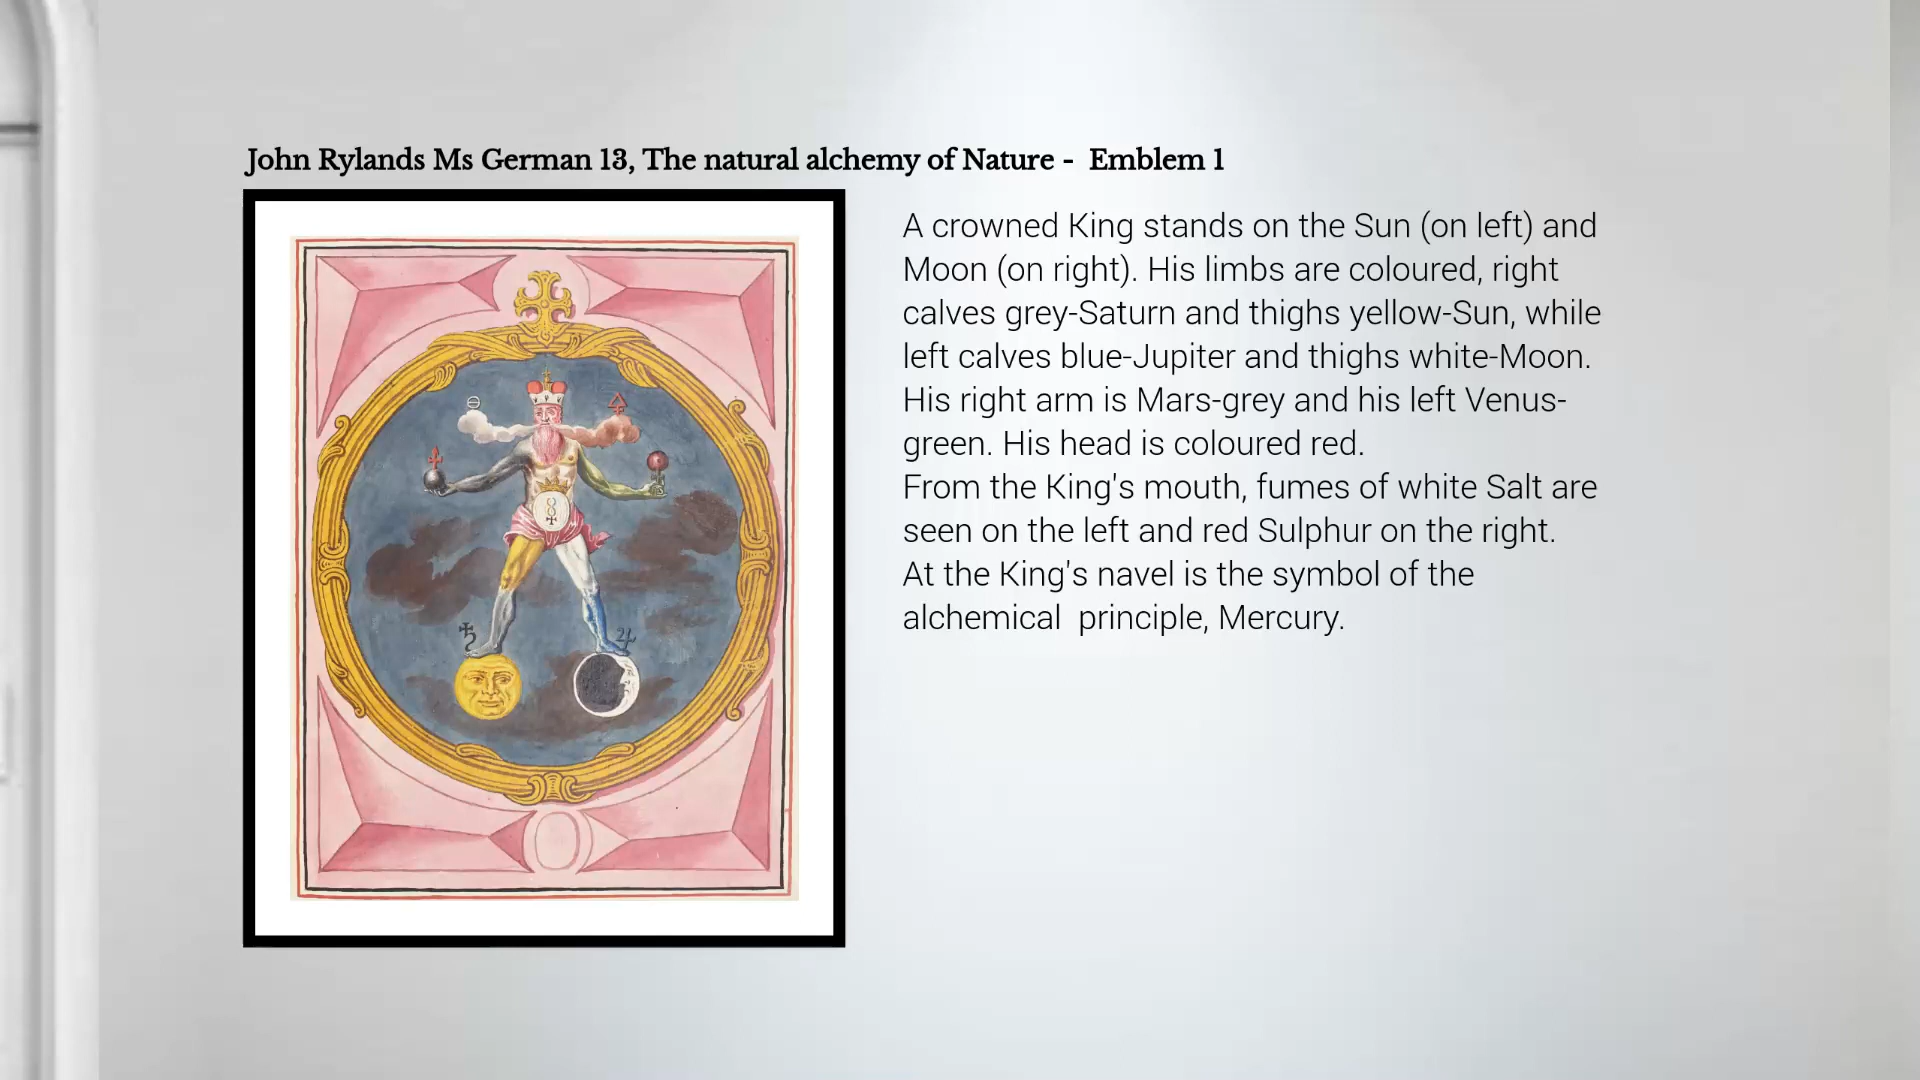 John Rylands Ms German 13, The natural alchemy of Nature - Emblem 1
A crowned King stands on the Sun (on left) and
Moon (on right). His limbs are coloured, right
calves grey-Saturn and thighs yellow-Sun, while
left calves blue-Jupiter and thighs white-Moon.
His right arm is Mars-grey and his left Venus-
green. His head is coloured red.
From the King's mouth, fumes of white Salt are
seen on the left and red Sulphur on the right.
At the King's navel is the symbol of the
alchemical principle, Mercury.